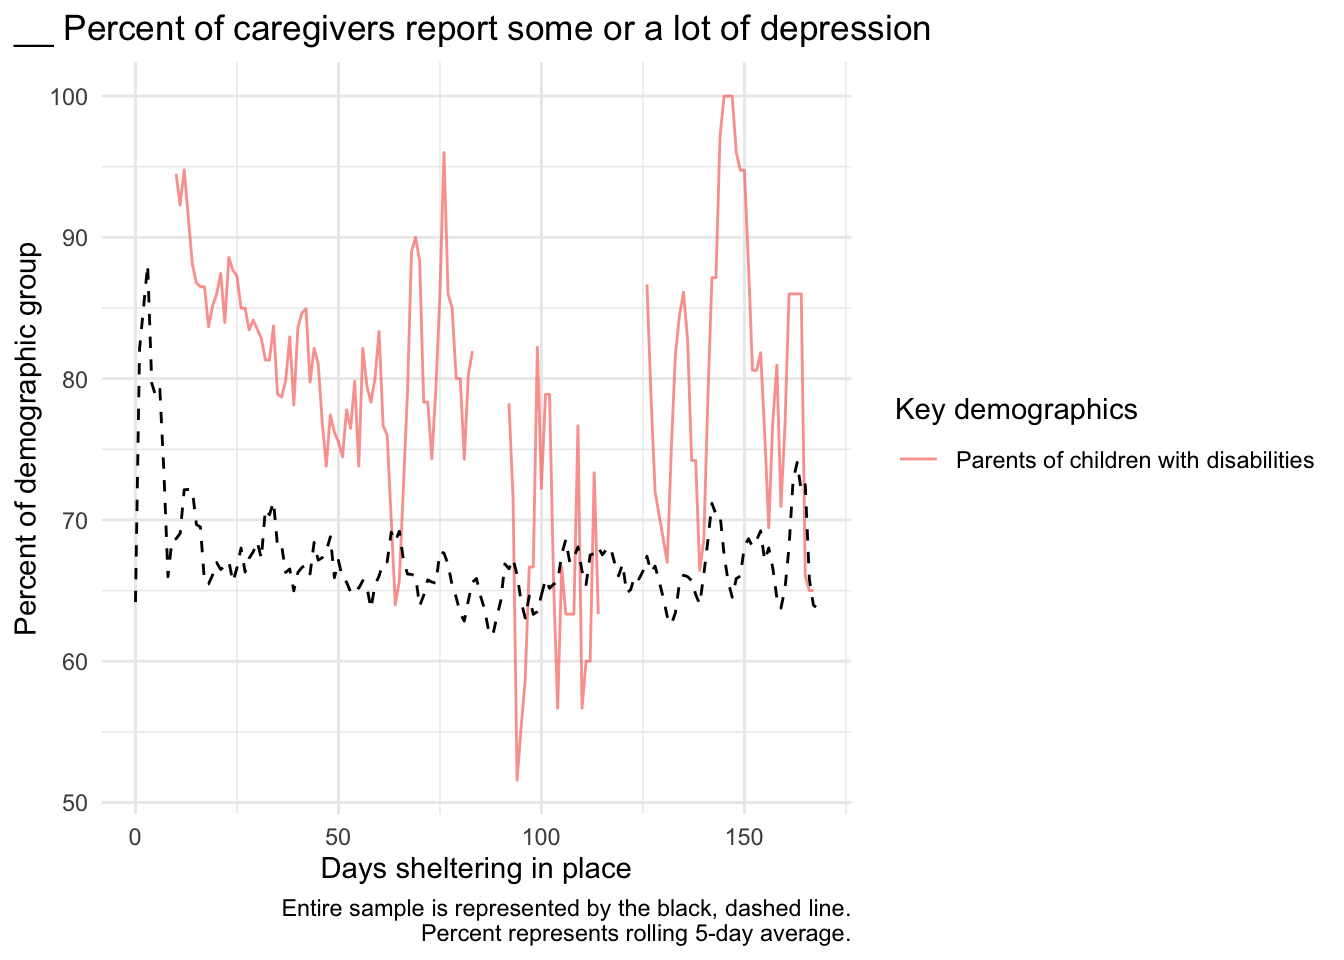 __ Percent of caregivers report some or a lot of depression
Percent of demographic group
100
90
80
70
60
50
0 50 100 150
Days sheltering in place
Key demographics
Parents of children with disabilities
Entire sample is represented by the black, dashed line.
Percent represents rolling 5-day average.